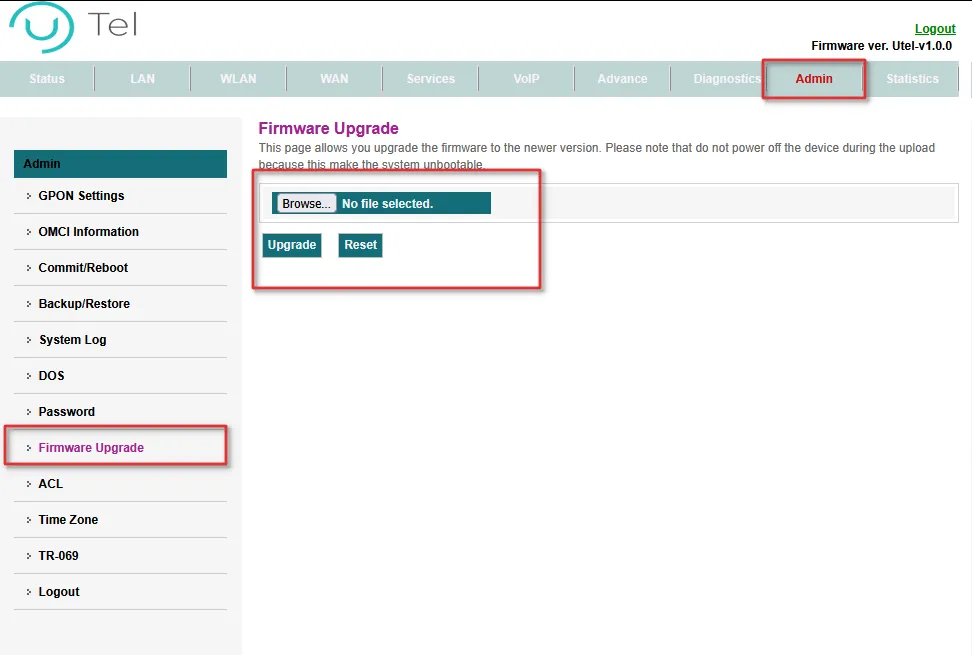 U Tel
Logout
Firmware ver. Utel-v1.0.0
Status LAN WLAN WAN Services VoIP Advance Diagnostics Admin Statistics
Firmware Upgrade
This page allows you upgrade the firmware to the newer version. Please note that do not power off the device during the upload
because this make the system unbootable.
Admin
GPON Settings
OMCI Information
Commit/Reboot
Backup/Restore
System Log
DOS
Password
Firmware Upgrade
ACL
Time Zone
TR-069
Logout
Browse... No file selected.
Upgrade Reset